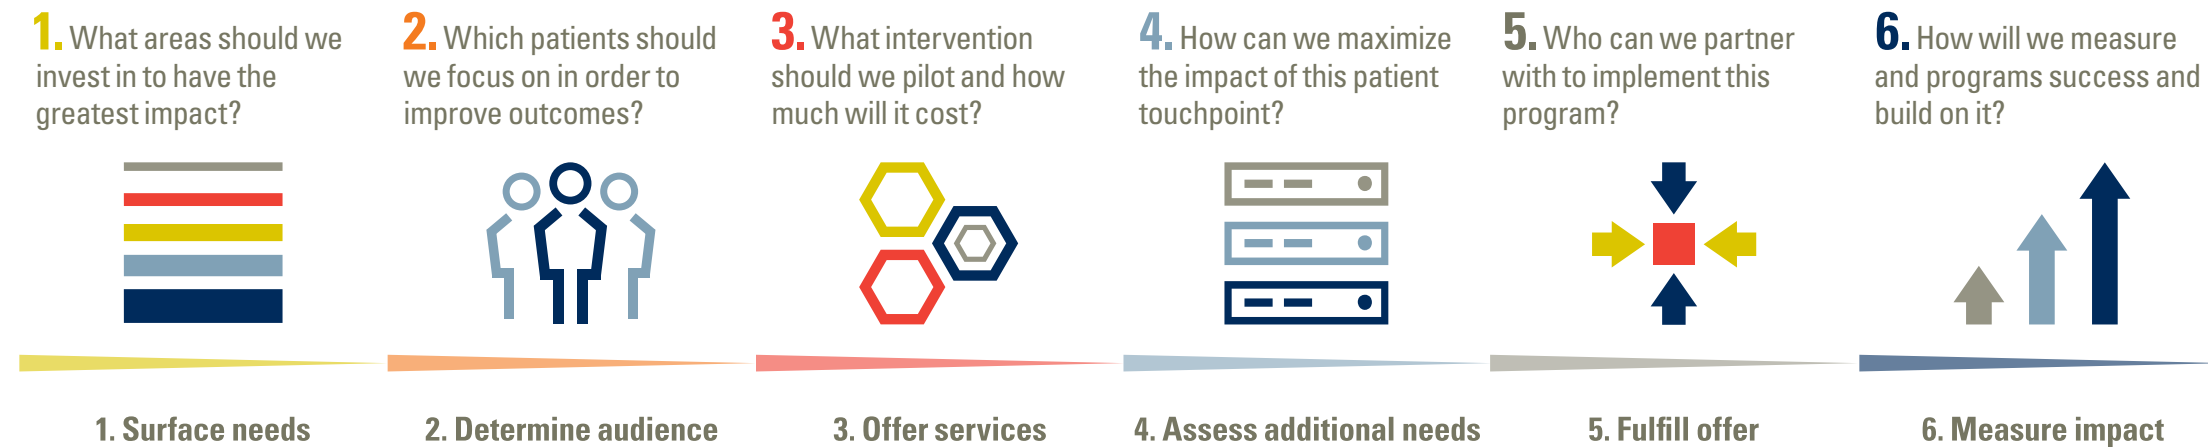 1. What areas should we
invest in to have the
greatest impact?
2. Which patients should
we focus on in order to
improve outcomes?
3. What intervention
should we pilot and how
much will it cost?
4. How can we maximize
the impact of this patient
touchpoint?
5. Who can we partner
with to implement this
program?
6. How will we measure
and programs success and
build on it?
1. Surface needs
2. Determine audience
3. Offer services
4. Assess additional needs
5. Fulfill offer
6. Measure impact